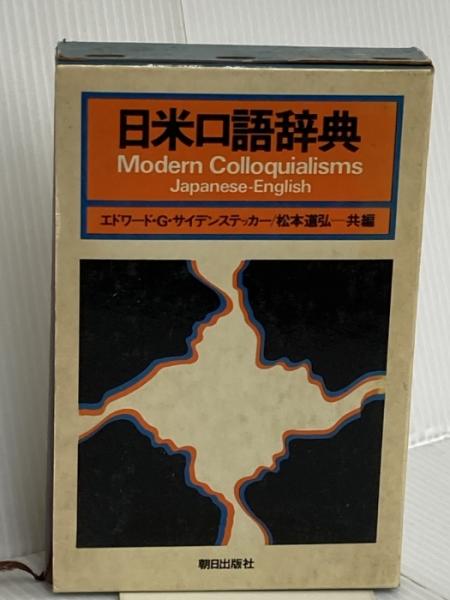 日米口語辞典
Modern Colloquialisms
Japanese-English
エドワード・G・サイデンステッカー/松本道弘—共編
朝日出版社